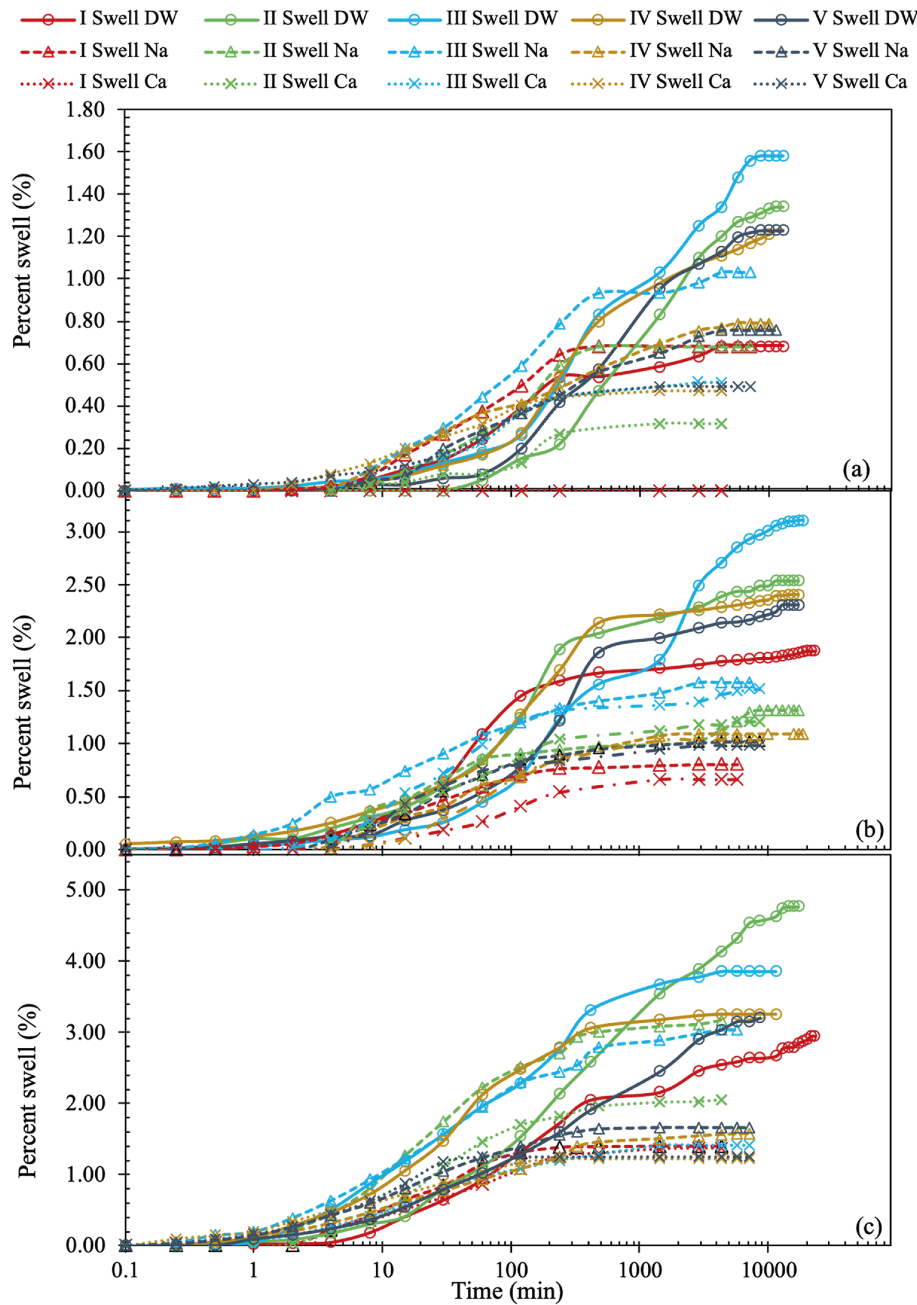 I Swell DW II Swell DW III Swell DW IV Swell DW V Swell DW
I Swell Na II Swell Na III Swell Na IV Swell Na V Swell Na
I Swell Ca II Swell Ca III Swell Ca IV Swell Ca V Swell Ca
Percent swell (%)
1.80
1.60
1.40
1.20
1.00
0.80
0.60
0.40
0.20
0.00
(a)
Percent swell (%)
3.00
2.50
2.00
1.50
1.00
0.50
0.00
(b)
Percent swell (%)
5.00
4.00
3.00
2.00
1.00
0.00
(c)
0.1 1 10 100 1000 10000
Time (min)